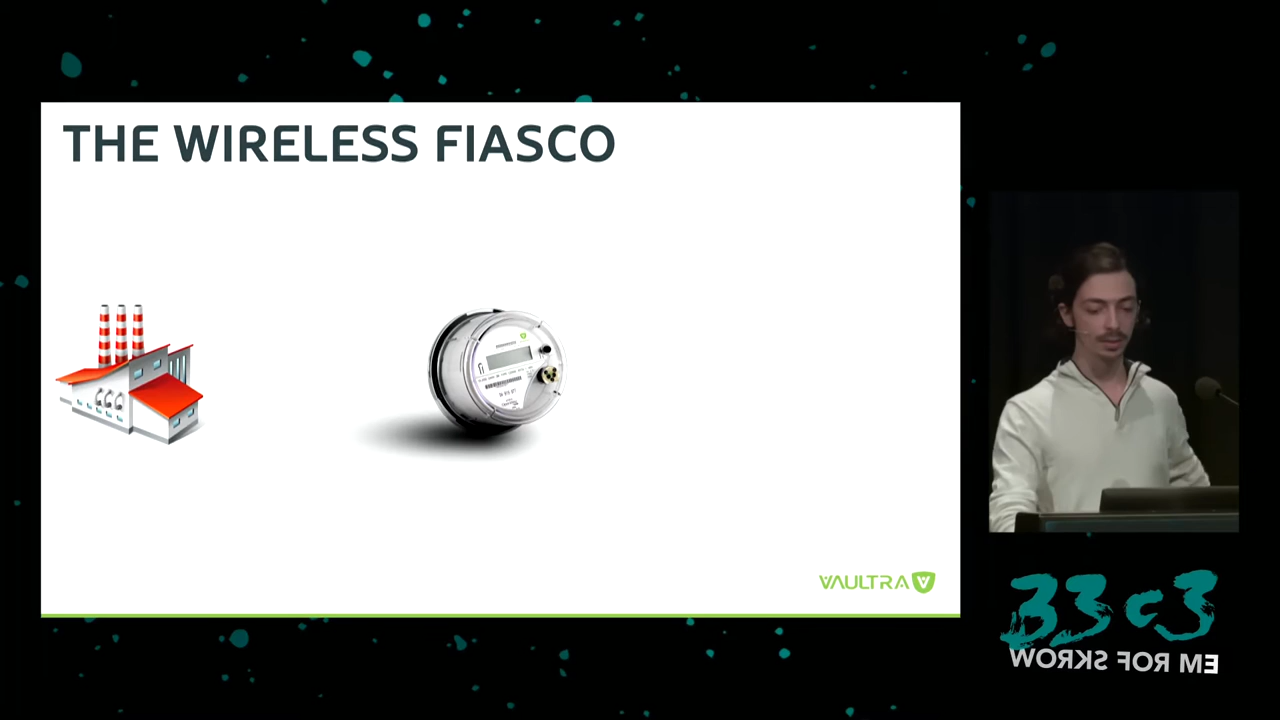 THE WIRELESS FIASCO
VAULTRA
33c3
WORKS FOR ME